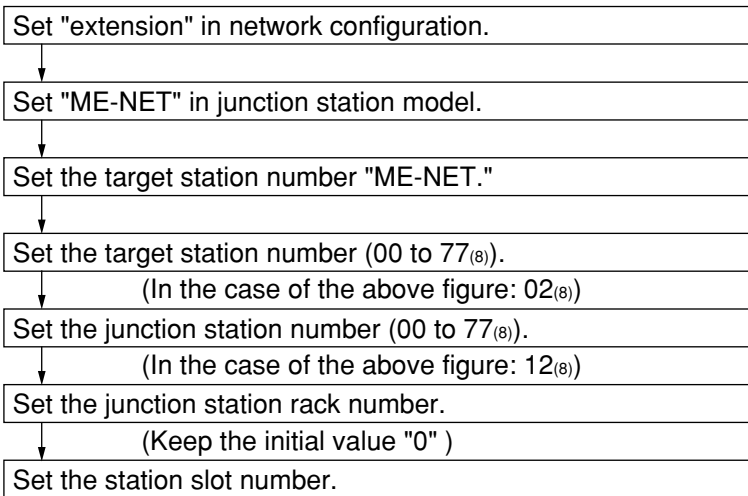 Set "extension" in network configuration.
Set "ME-NET" in junction station model.
Set the target station number "ME-NET."
Set the target station number (00 to 77(8)).
(In the case of the above figure: 02(8))
Set the junction station number (00 to 77(8)).
(In the case of the above figure: 12(8))
Set the junction station rack number.
(Keep the initial value "0" )
Set the station slot number.